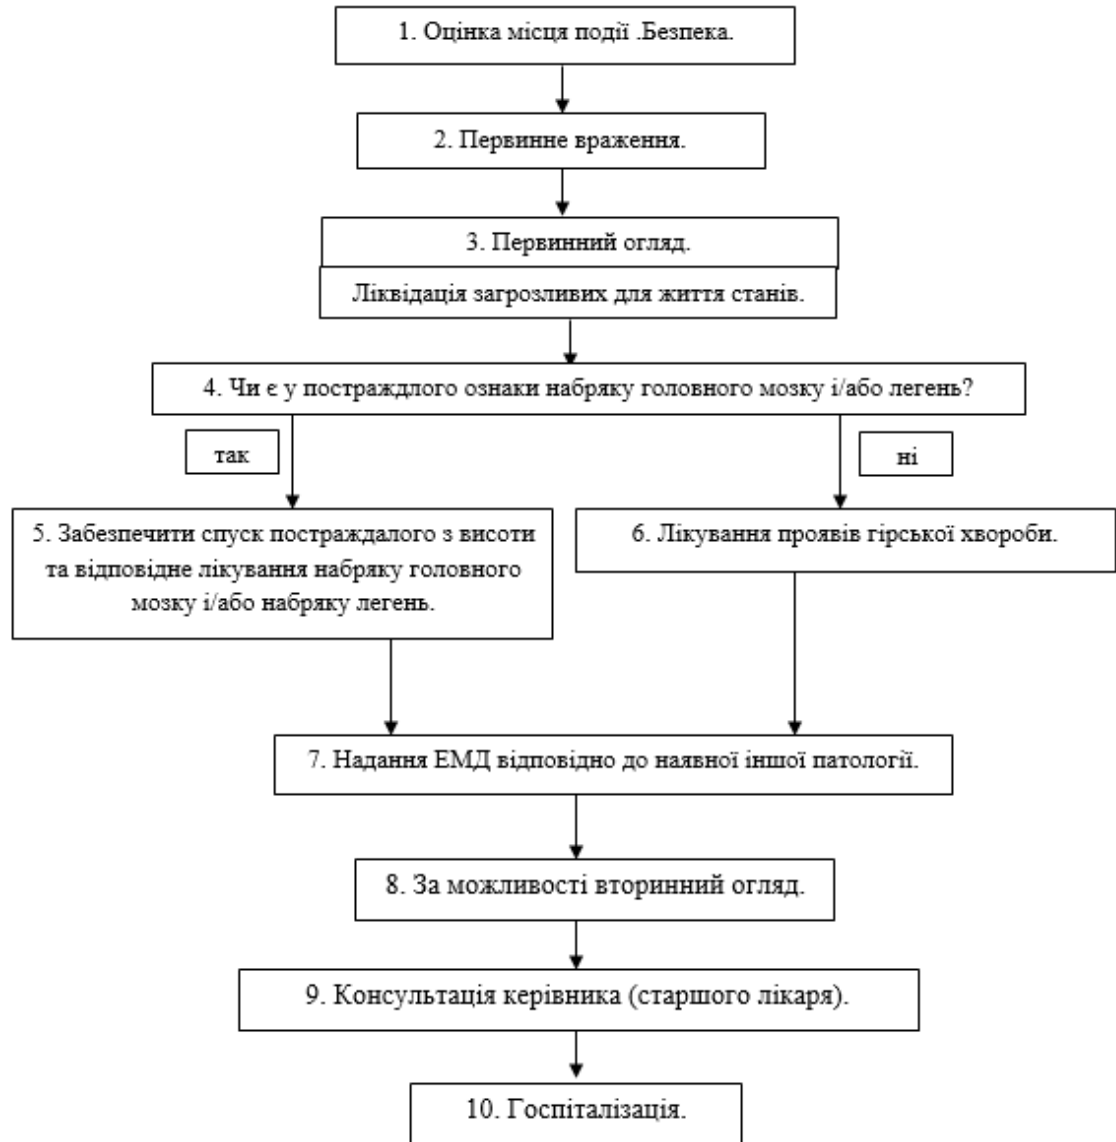 1. Оцінка місця події .Безпека.
2. Первинне враження.
3. Первинний огляд.
Ліквідація загрозливих для життя станів.
4. Чи є у постраждлого ознаки набряку головного мозку і/або легень?
так
ні
5. Забезпечити спуск постраждалого з висоти
та відповідне лікування набряку головного
мозку і/або набряку легень.
6. Лікування проявів гірської хвороби.
7. Надання ЕМД відповідно до наявної іншої патології.
8. За можливості вторинний огляд.
9. Консультація керівника (старшого лікаря).
10. Госпіталізація.